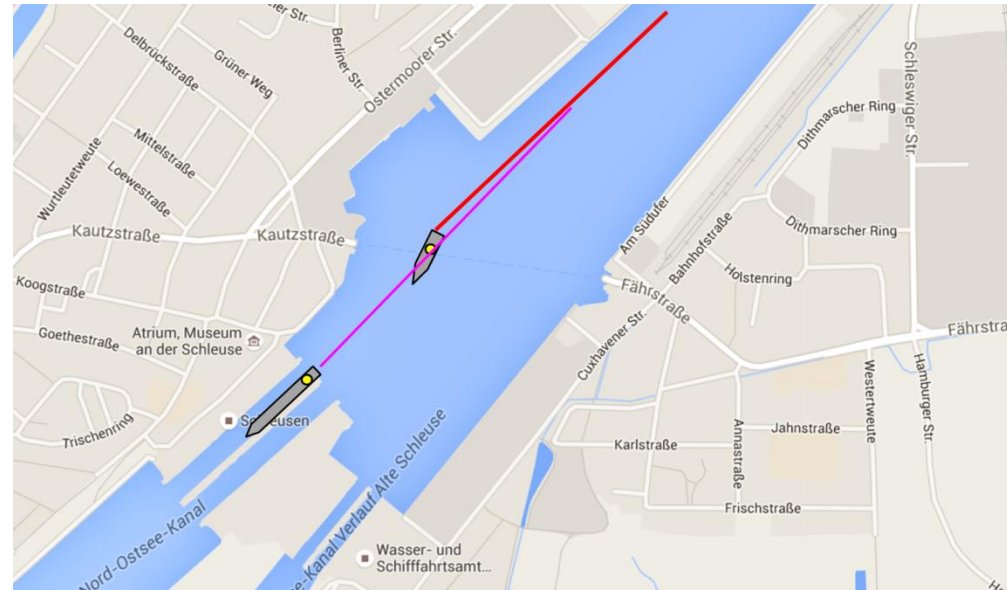 er Str.
Delbrückstraße
Grüner Weg
Berliner Str.
Ostermoorer Str.
Mittelstraße
Loewestraße
Wurtleutetweute
Kautzstraße
Kautzstraße
Koogstraße
Goethestraße
Atrium, Museum
an der Schleuse
Trischenring
Schleusen
Nord-Ostsee-Kanal
ee-Kanal Verlauf Alte Schleuse
Wasser- und
Schifffahrtsamt...
Schleswiger Str.
Dithmarscher Ring
Dithmarscher Ring
Am Südufer
Bahnhofstraße
Holstenring
Fährstraße
Fährstra
Cuxhavener Str.
Hamburger Str.
Westertweute
Karlstraße
Annastraße
Jahnstraße
Frischstraße